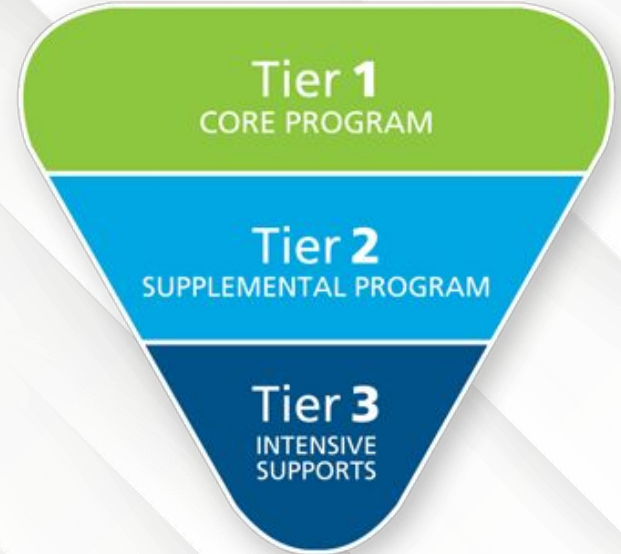 Tier 1
CORE PROGRAM
Tier 2
SUPPLEMENTAL PROGRAM
Tier 3
INTENSIVE
SUPPORTS